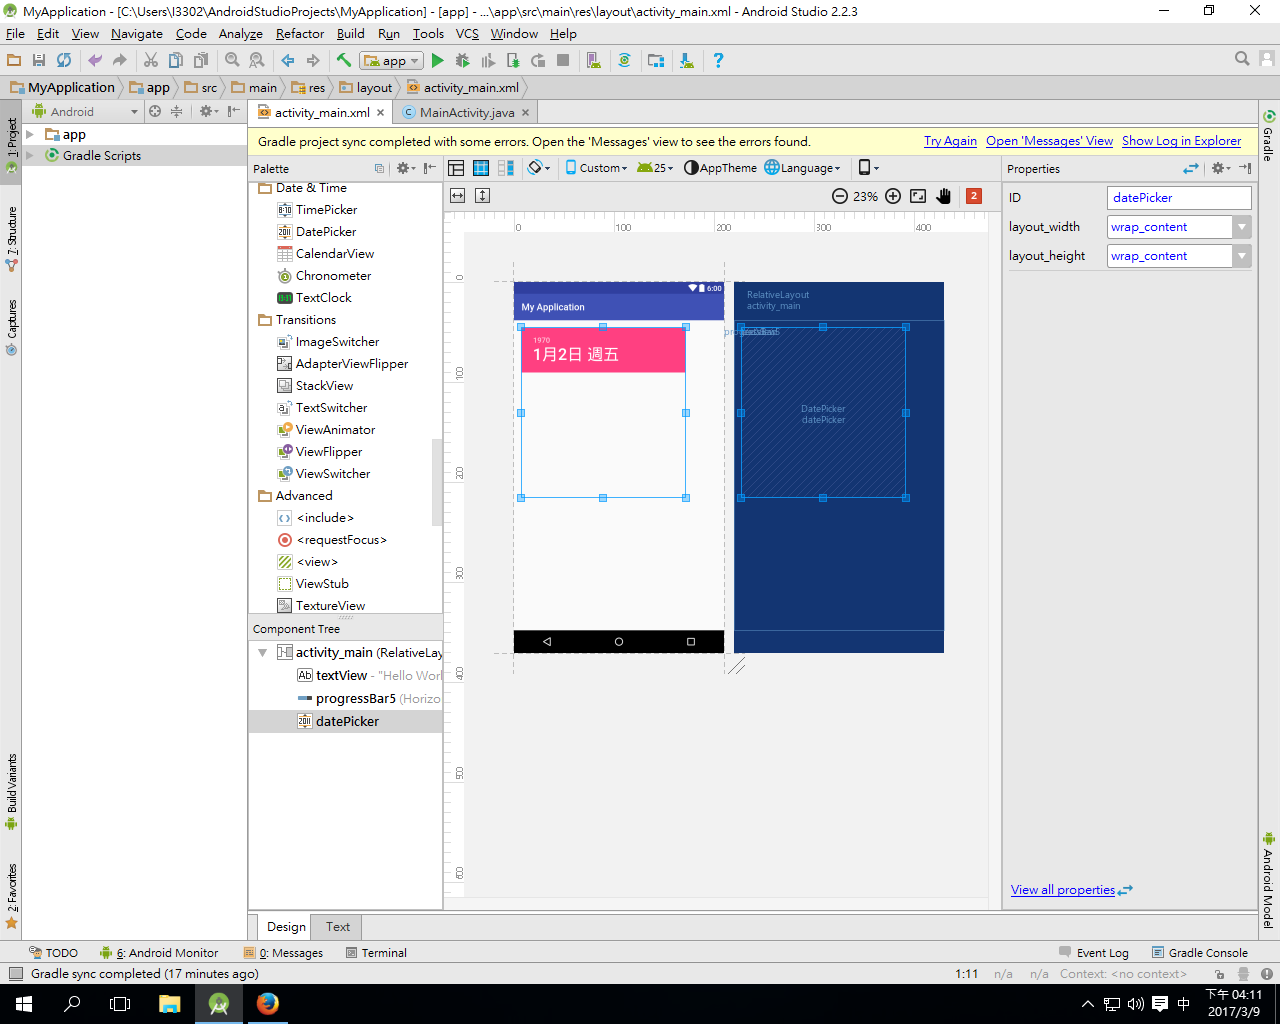 MyApplication - [C:\Users\I3302\AndroidStudioProjects\MyApplication] - [app] - ...\app\src\main\res\layout\activity_main.xml - Android Studio 2.2.3
File Edit View Navigate Code Analyze Refactor Build Run Tools VCS Window Help
app
MyApplication app src main res layout activity_main.xml
Android
activity_main.xml MainActivity.java
1: Project
7: Structure
Captures
Build Variants
2: Favorites
app
Gradle Scripts
Gradle project sync completed with some errors. Open the 'Messages' view to see the errors found. Try Again Open 'Messages' View Show Log in Explorer
Palette
Date & Time
TimePicker
DatePicker
CalendarView
Chronometer
TextClock
Transitions
ImageSwitcher
AdapterViewFlipper
StackView
TextSwitcher
ViewAnimator
ViewFlipper
ViewSwitcher
Advanced
<include>
<requestFocus>
<view>
ViewStub
TextureView
Component Tree
activity_main (RelativeLay
textView - "Hello Worl
progressBar5 (Horizo
datePicker
Custom 25 AppTheme Language
23% 2
0 100 200 300 400
0
100
200
300
400
500
600
6:00
My Application
1970
1月2日 週五
RelativeLayout
activity_main
DatePicker
datePicker
Properties
ID datePicker
layout_width wrap_content
layout_height wrap_content
View all properties
Gradle
Android Model
Design Text
TODO 6: Android Monitor 0: Messages Terminal Event Log Gradle Console
Gradle sync completed (17 minutes ago) 1:11 n/a n/a Context: <no context>
中
下午 04:11
2017/3/9